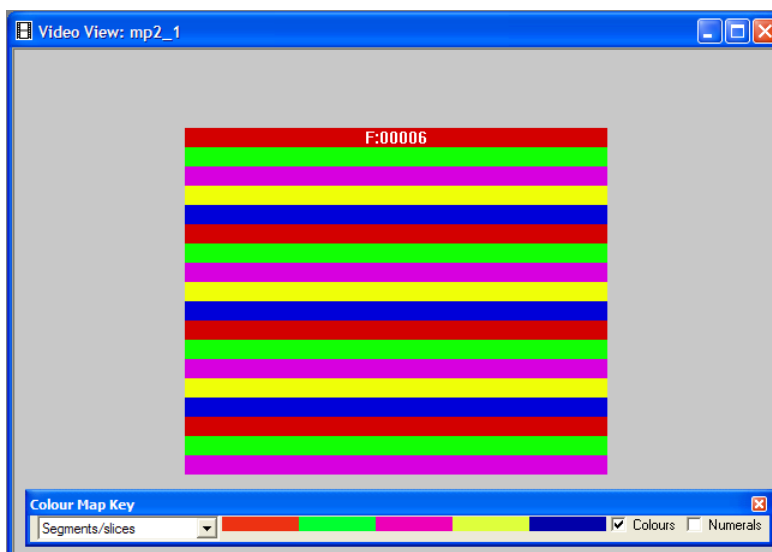 Video View: mp2_1
F:00006
Colour Map Key
Segments/slices
Colours
Numerals